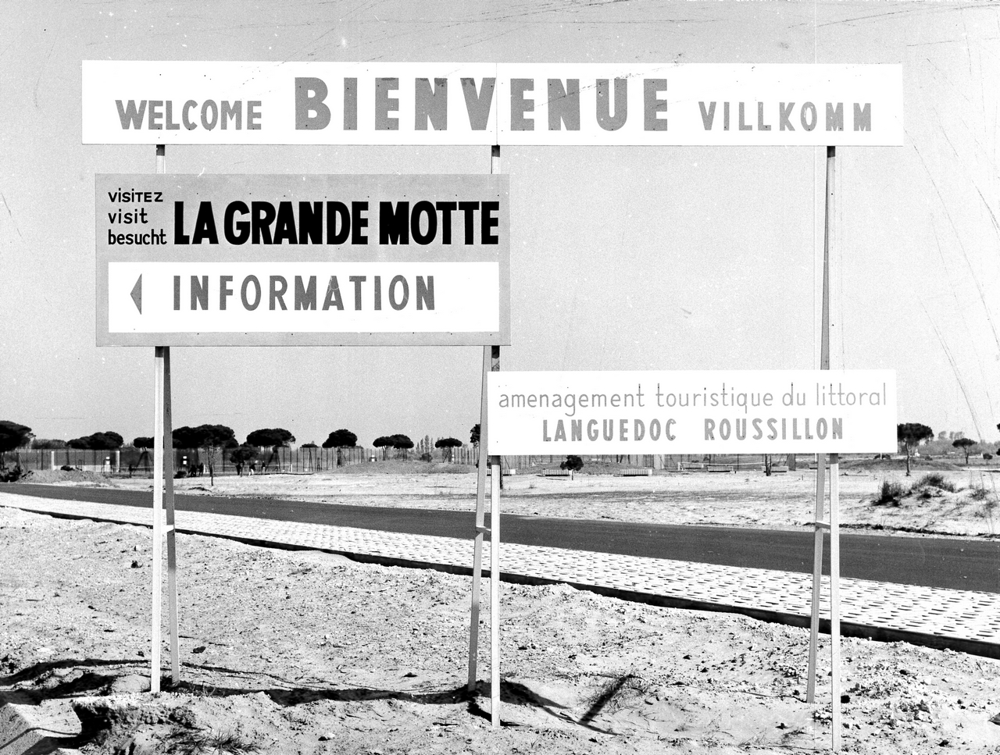 WELCOME BIENVENUE VILLKOMM
visiTEZ
visit
besucht
LA GRANDE MOTTE
INFORMATION
amenagement touristique du littoral
LANGUEDOC ROUSSILLON